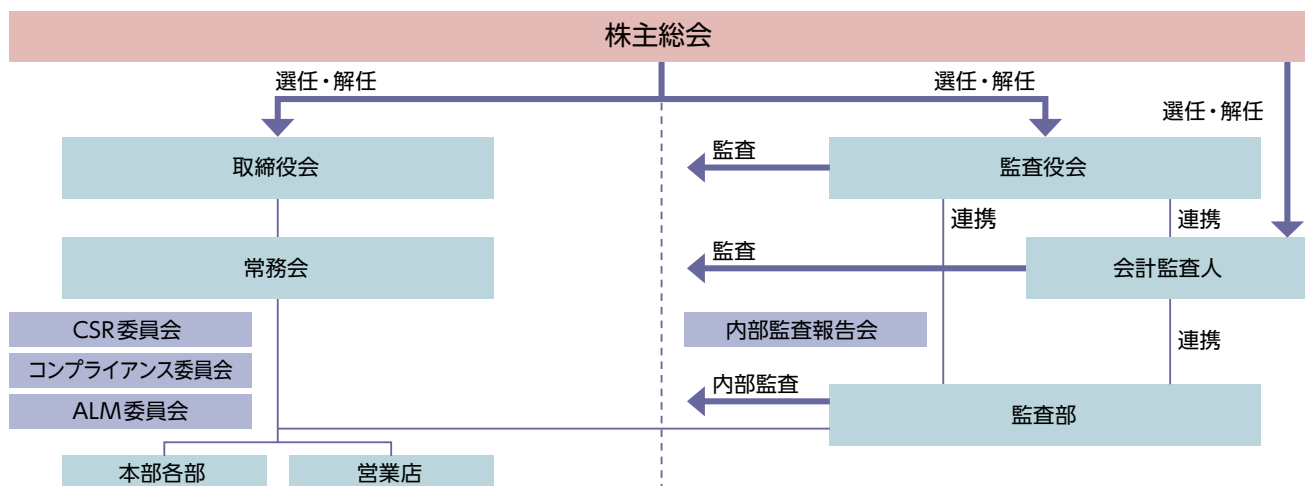 株主総会
選任・解任
選任・解任
選任・解任
取締役会
監査
監査役会
連携
連携
常務会
監査
会計監査人
CSR委員会
内部監査報告会
連携
コンプライアンス委員会
ALM委員会
内部監査
監査部
本部各部
営業店